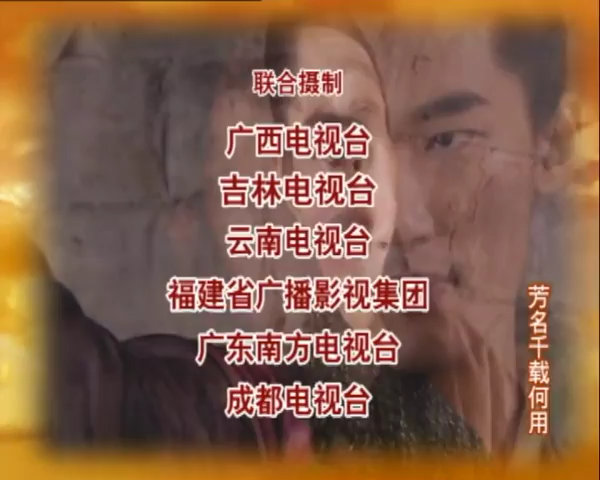 联合摄制
广西电视台
吉林电视台
云南电视台
福建省广播影视集团
广东南方电视台
成都电视台
芳名千载何用